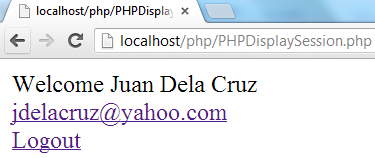 localhost/php/PHPDisplay
localhost/php/PHPDisplaySession.php
Welcome Juan Dela Cruz
jdelacruz@yahoo.com
Logout